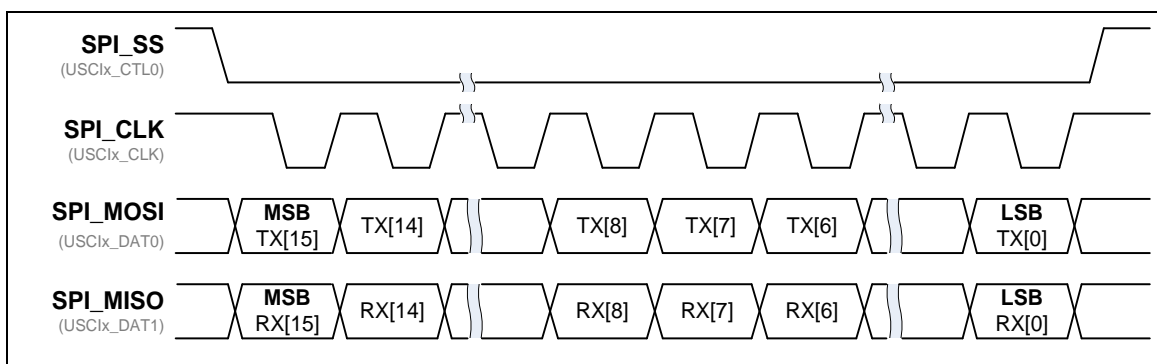 SPI_SS
(USCIx_CTL0)
SPI_CLK
(USCIx_CLK)
SPI_MOSI
(USCIx_DAT0)
MSB
TX[15]
TX[14]
TX[8]
TX[7]
TX[6]
LSB
TX[0]
SPI_MISO
(USCIx_DAT1)
MSB
RX[15]
RX[14]
RX[8]
RX[7]
RX[6]
LSB
RX[0]